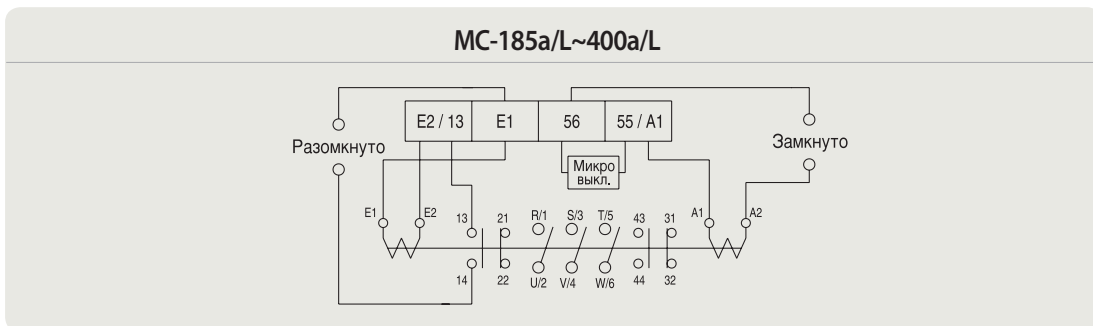 MC-185a/L~400a/L
E2 / 13 E1 56 55 / A1
Разомкнуто
Замкнуто
Микро
выкл.
E1 E2 13 21 R/1 S/3 T/5 43 31 A1 A2
14 22 U/2 V/4 W/6 44 32